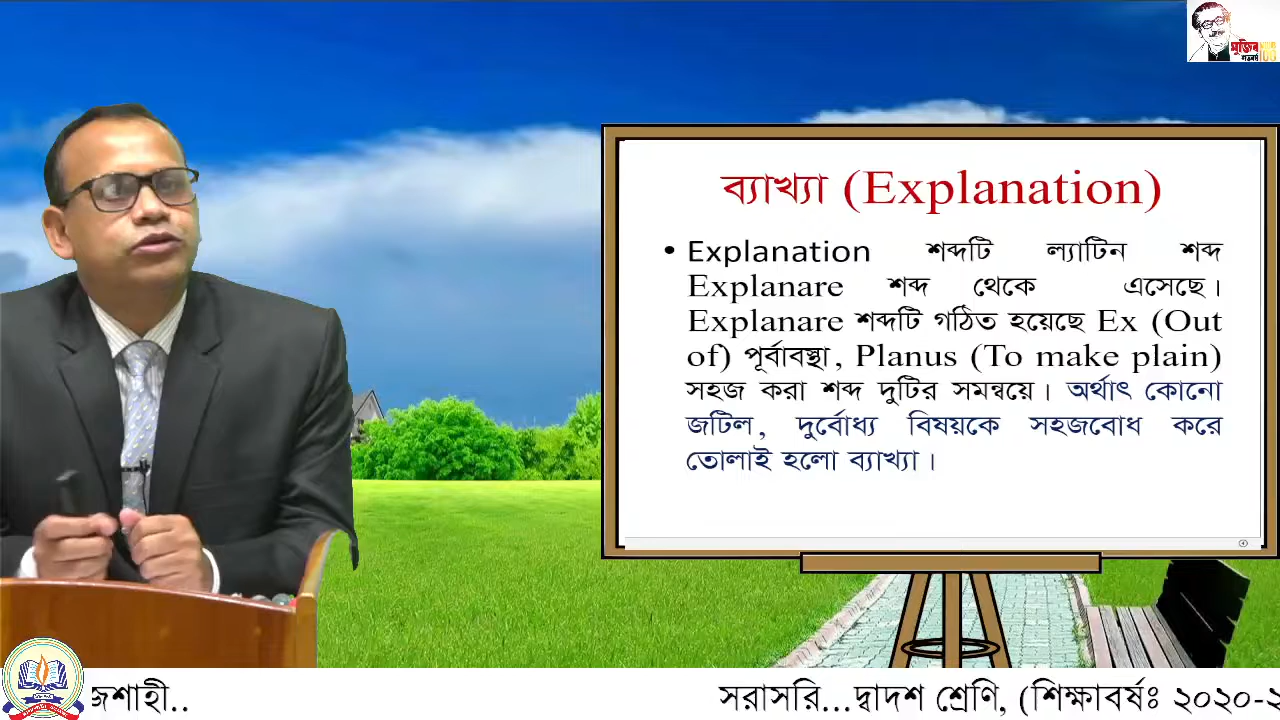 মুজিব
শতবর্ষ
100
ব্যাখ্যা (Explanation)
• Explanation শব্দটি ল্যাটিন শব্দ
Explanare শব্দ থেকে এসেছে।
Explanare শব্দটি গঠিত হয়েছে Ex (Out
of) পূর্বাবস্থা, Planus (To make plain)
সহজ করা শব্দ দুটির সমন্বয়ে। অর্থাৎ কোনো
জটিল, দুর্বোধ্য বিষয়কে সহজবোধ করে
তোলাই হলো ব্যাখ্যা।
জশাহী.. সরাসরি...দ্বাদশ শ্রেণি, (শিক্ষাবর্ষঃ ২০২০-২